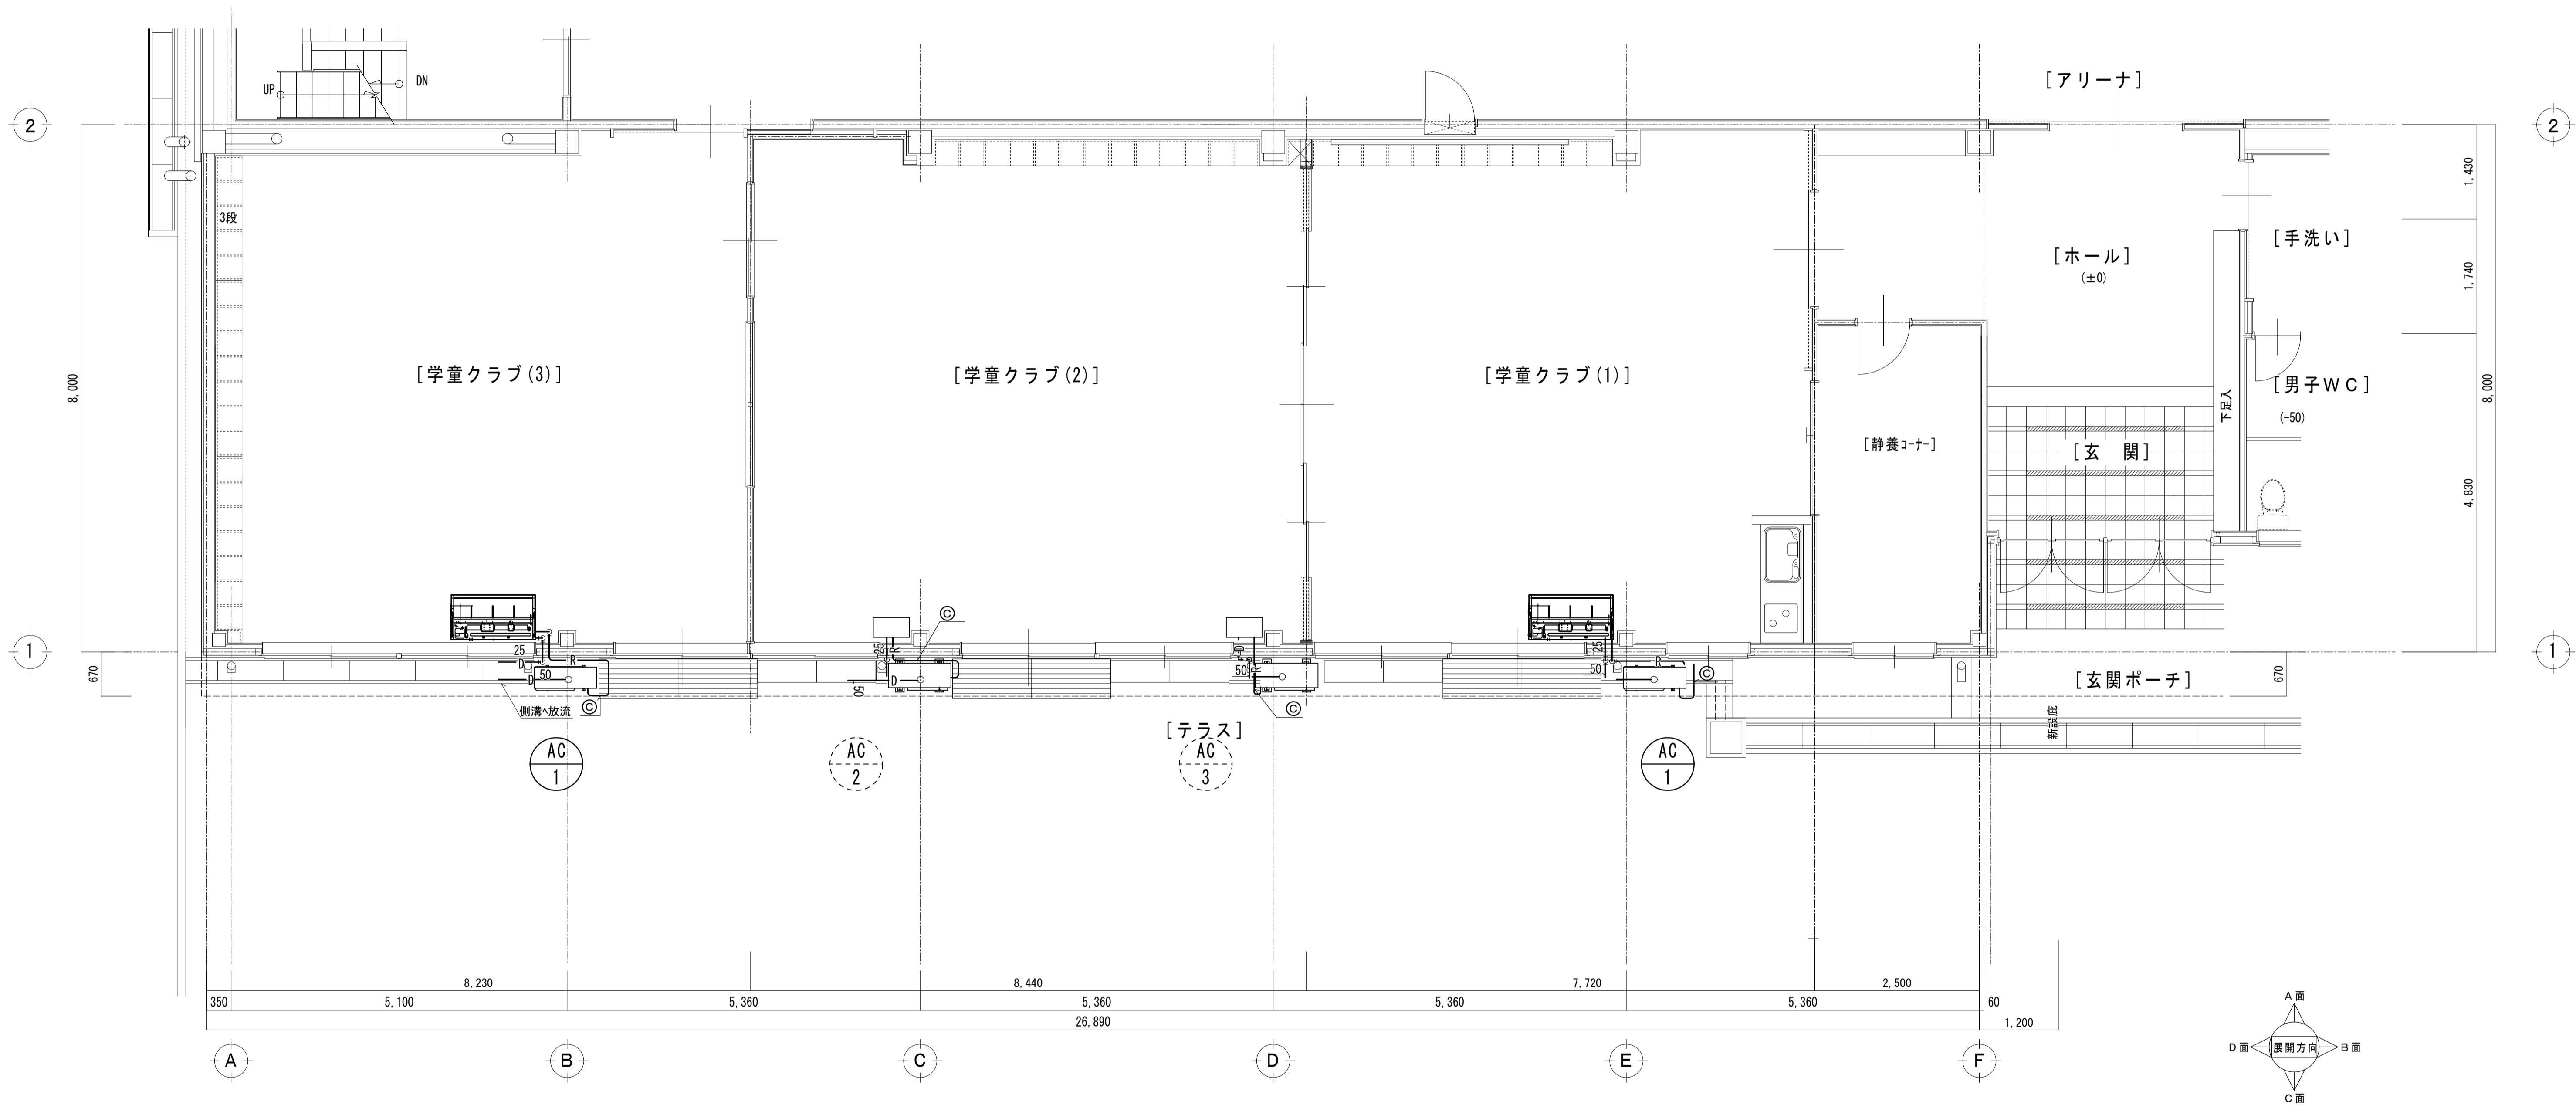 UP
DN
[アリーナ]
2
2
1,430
3段
[手洗い]
[ホール]
(±0)
1,740
[学童クラブ(3)]
[学童クラブ(2)]
[学童クラブ(1)]
8,000
[男子WC]
(-50)
8,000
下足入
[静養コーナー]
[玄 関]
4,830
©
1
25
D
R
25
R
D
25
R
1
670
D
50
D
50
50
R
50
©
[玄関ポーチ]
670
側溝へ放流
©
©
[テラス]
新設庇
AC
1
AC
2
AC
3
AC
1
8,230
8,440
7,720
2,500
350
5,100
5,360
5,360
5,360
5,360
60
26,890
1,200
A
B
C
D
E
F
A面
D面
展開方向
B面
C面